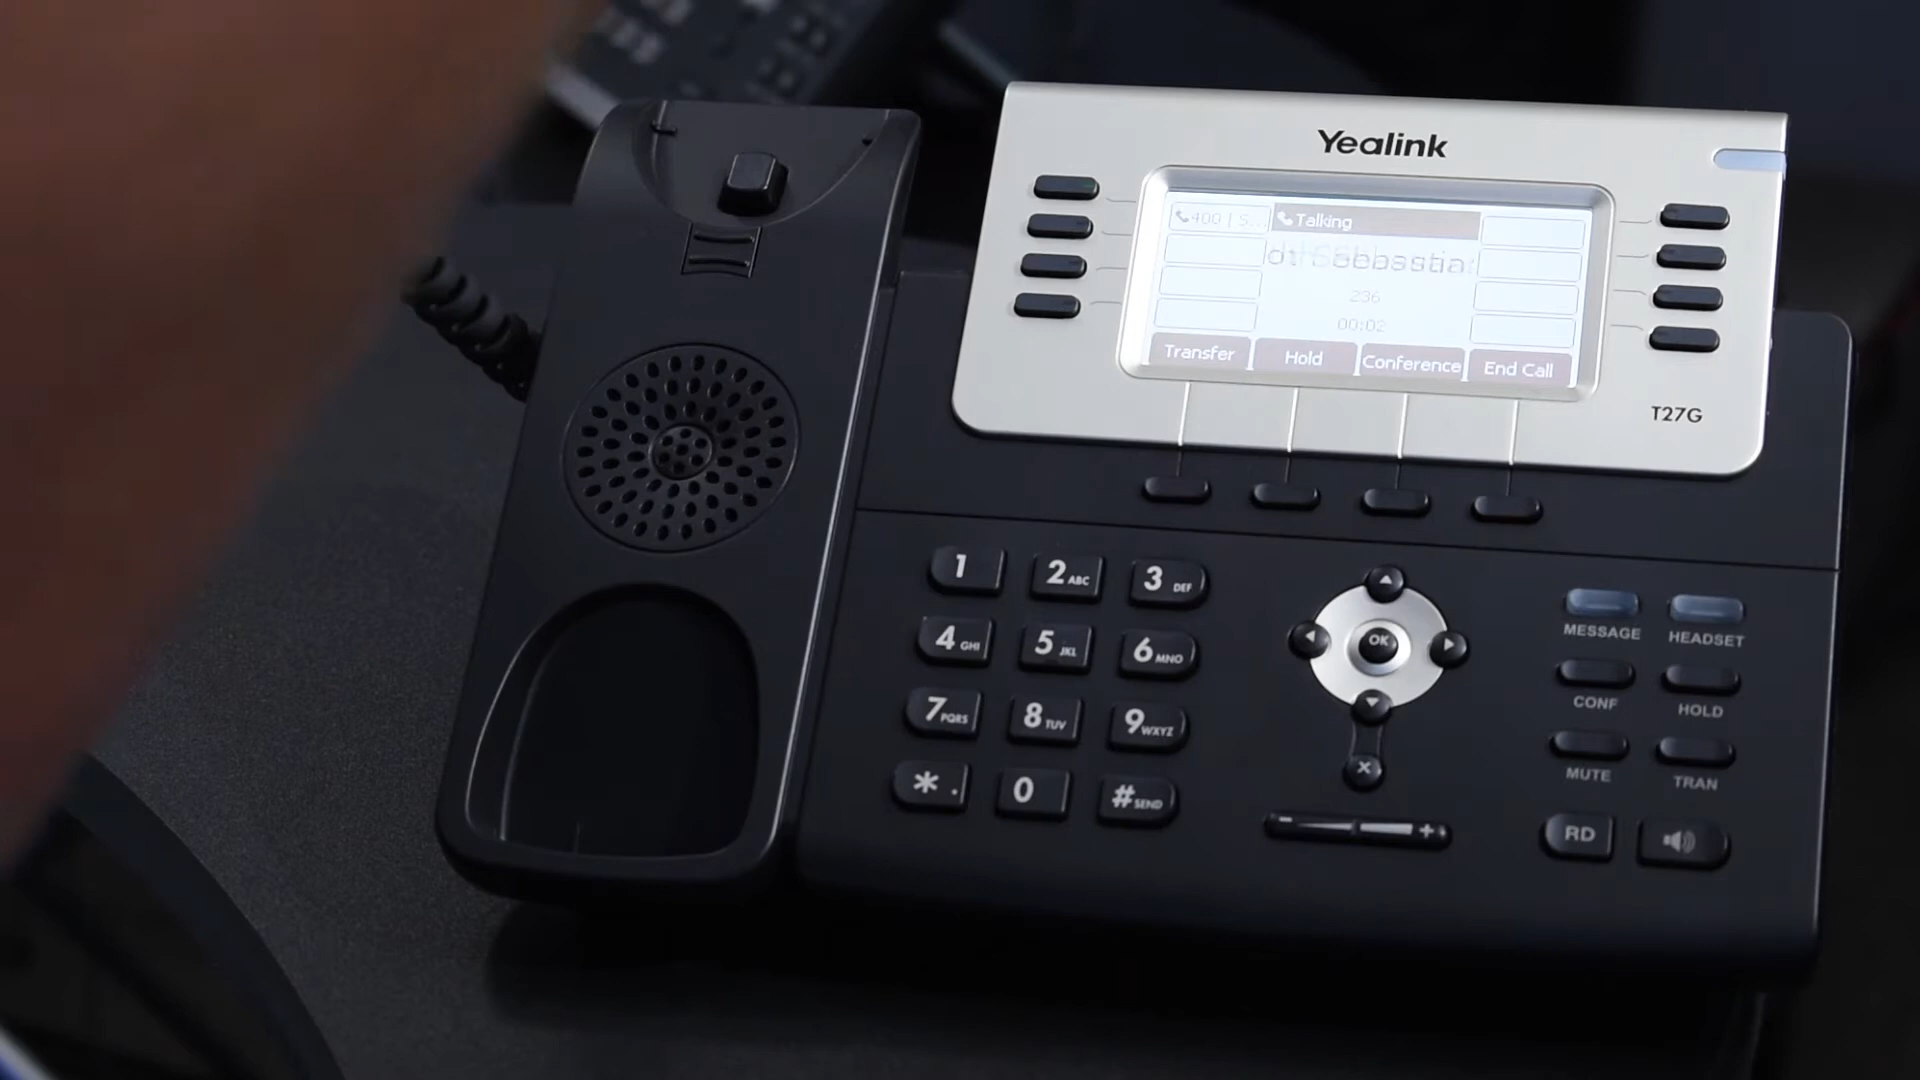 Yealink
400 | S...
Talking
236
00:02
Transfer Hold Conference End Call
T27G
1 2 ABC 3 DEF
4 GHI 5 JKL 6 MNO
7 PQRS 8 TUV 9 WXYZ
* . 0 # SEND
OK
MESSAGE HEADSET
CONF HOLD
MUTE TRAN
RD